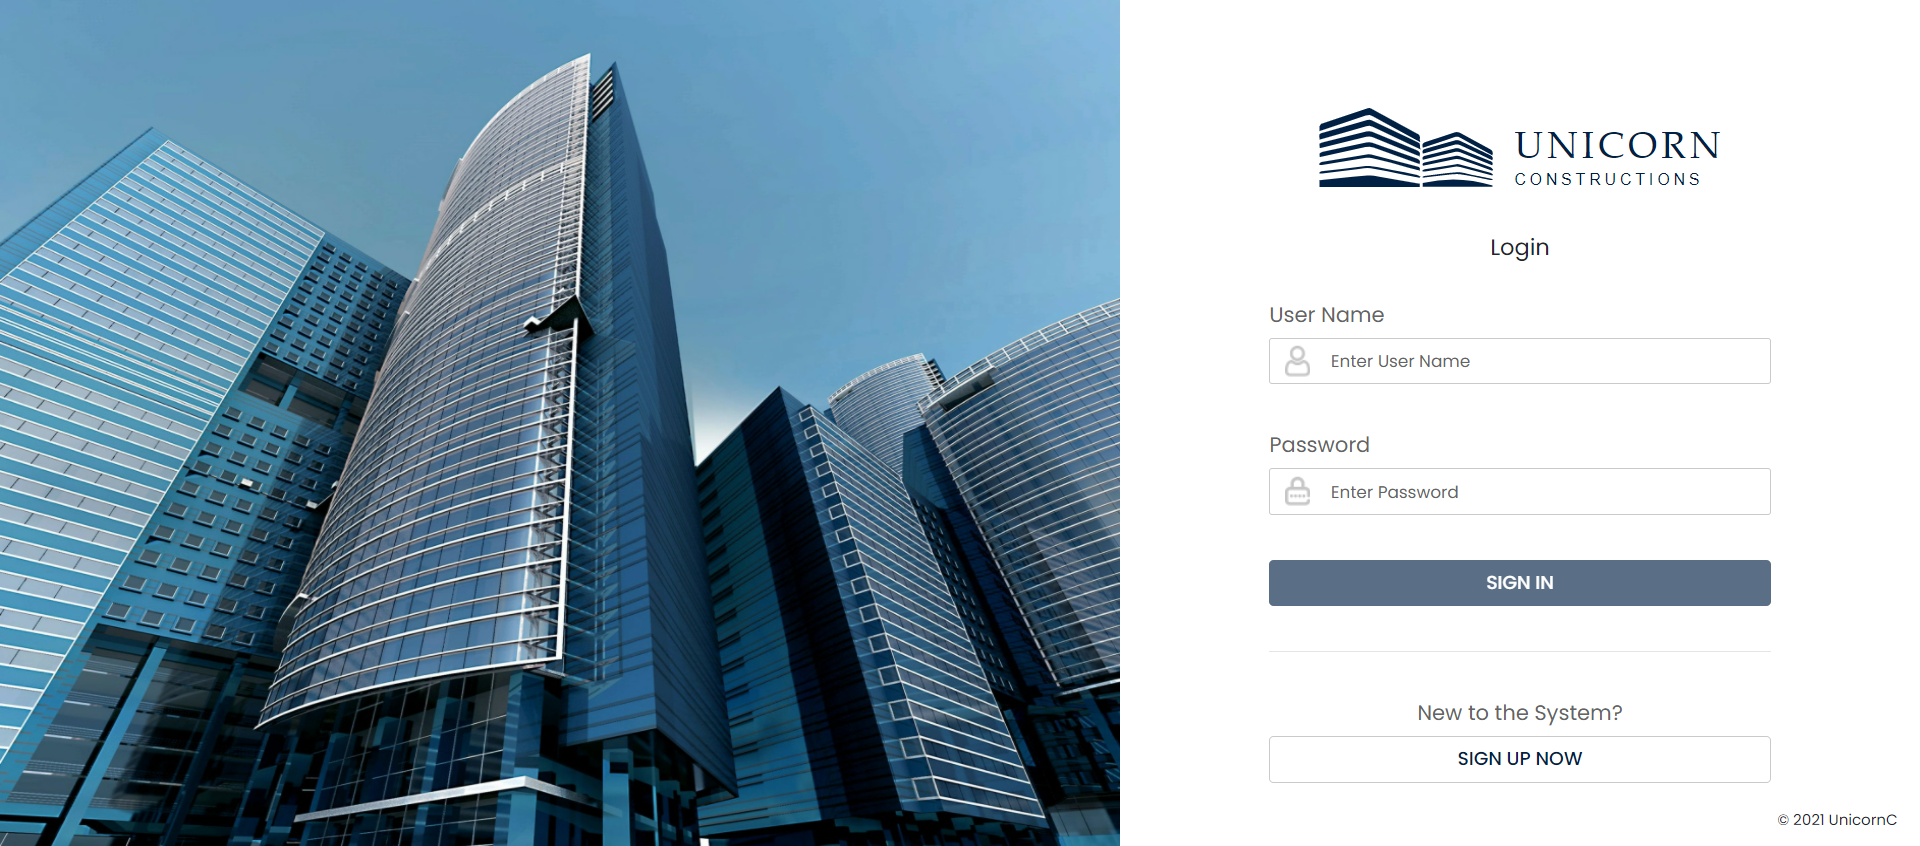 UNICORN
CONSTRUCTIONS
Login
User Name
Enter User Name
Password
Enter Password
SIGN IN
New to the System?
SIGN UP NOW
© 2021 UnicornC